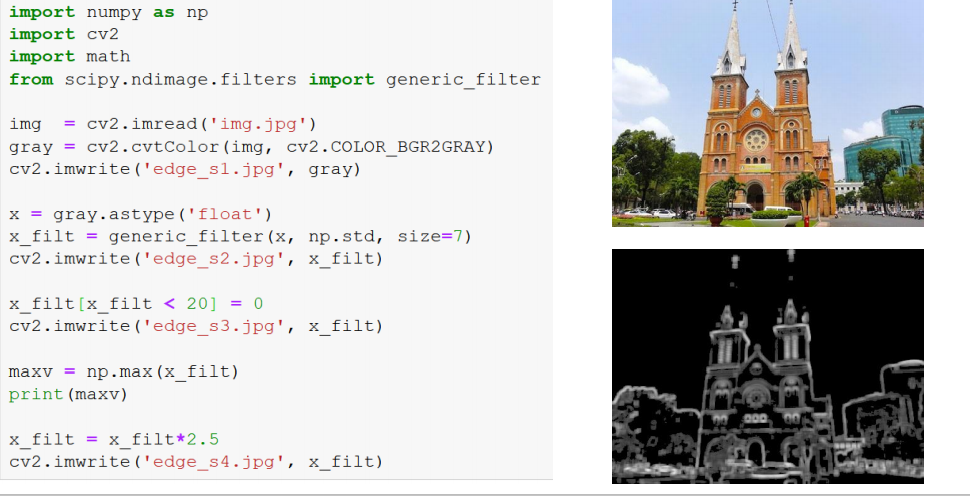 import numpy as np
import cv2
import math
from scipy.ndimage.filters import generic_filter
img = cv2.imread('img.jpg')
gray = cv2.cvtColor(img, cv2.COLOR_BGR2GRAY)
cv2.imwrite('edge_s1.jpg', gray)
x = gray.astype('float')
x_filt = generic_filter(x, np.std, size=7)
cv2.imwrite('edge_s2.jpg', x_filt)
x_filt[x_filt < 20] = 0
cv2.imwrite('edge_s3.jpg', x_filt)
maxv = np.max(x_filt)
print(maxv)
x_filt = x_filt*2.5
cv2.imwrite('edge_s4.jpg', x_filt)